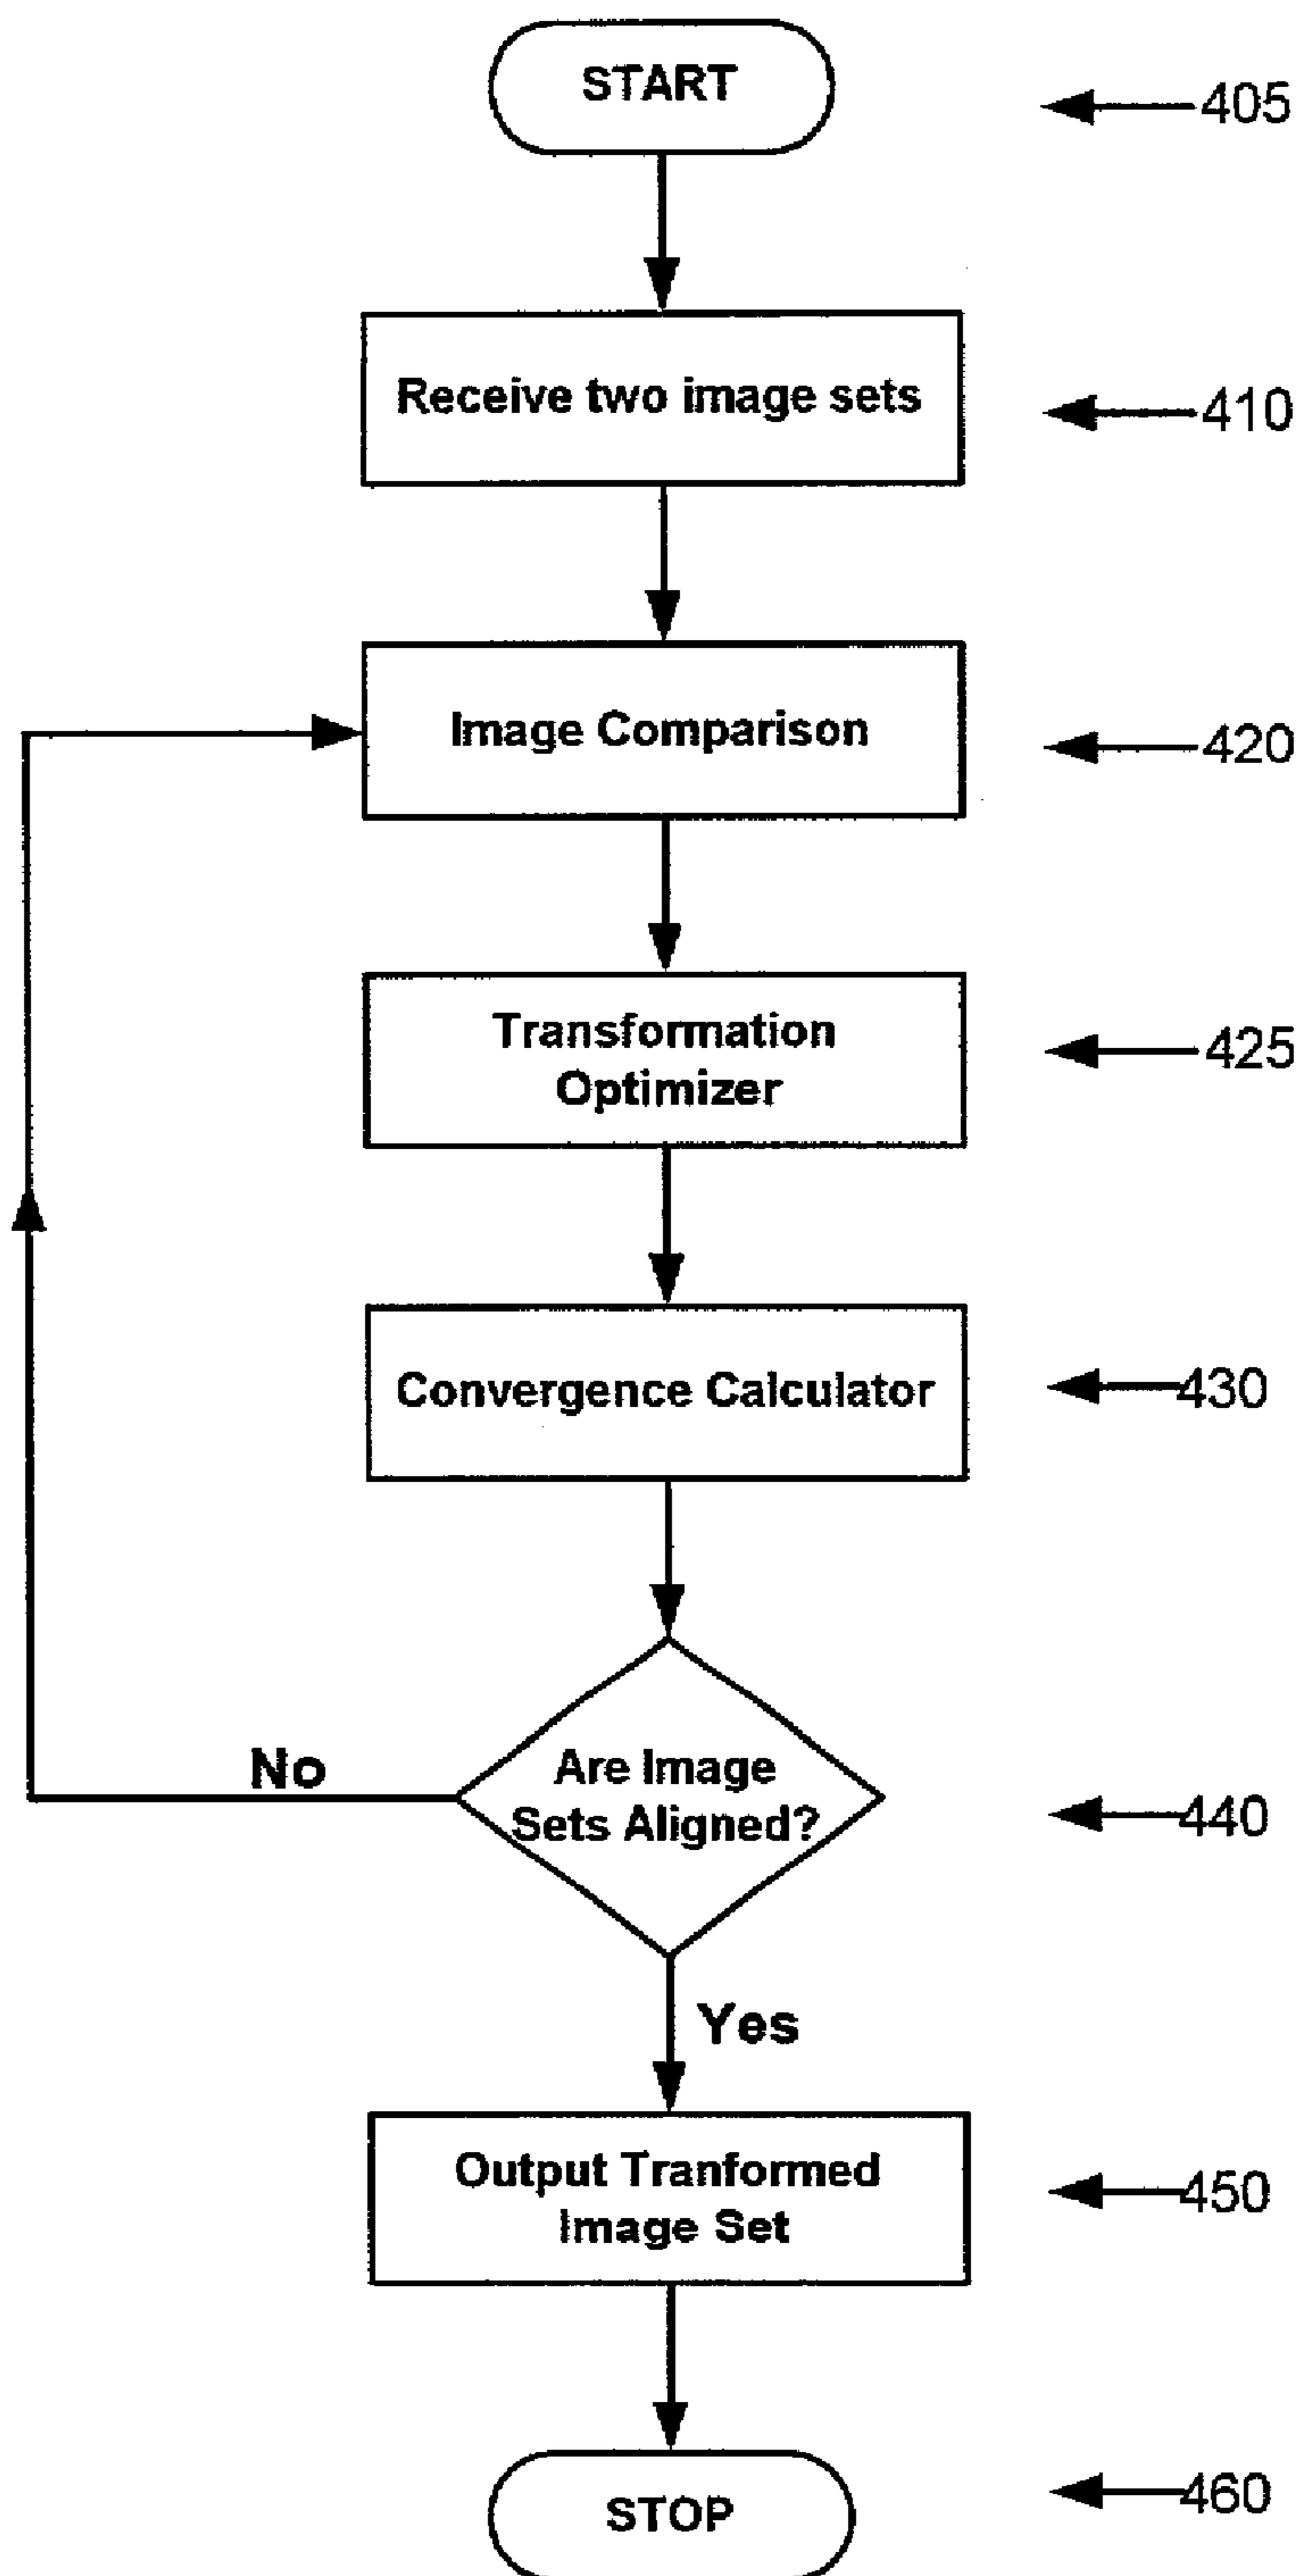 START
405
Receive two image sets
410
Image Comparison
420
Transformation
Optimizer
425
Convergence Calculator
430
Are Image
Sets Aligned?
No
440
Yes
Output Tranformed
Image Set
450
STOP
460